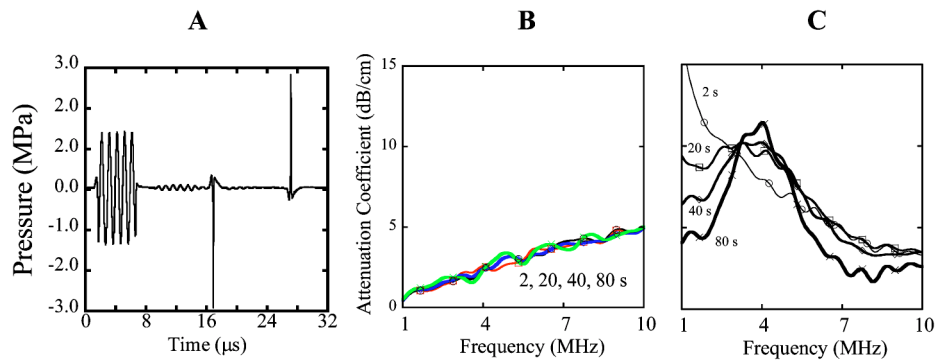 A
B
C
Pressure (MPa)
3.0
2.0
1.0
0.0
-1.0
-2.0
-3.0
0
8
16
24
32
Time (μs)
Attenuation Coefficient (dB/cm)
15
10
5
0
2, 20, 40, 80 s
1
4
7
10
Frequency (MHz)
2 s
20 s
40 s
80 s
1
4
7
10
Frequency (MHz)